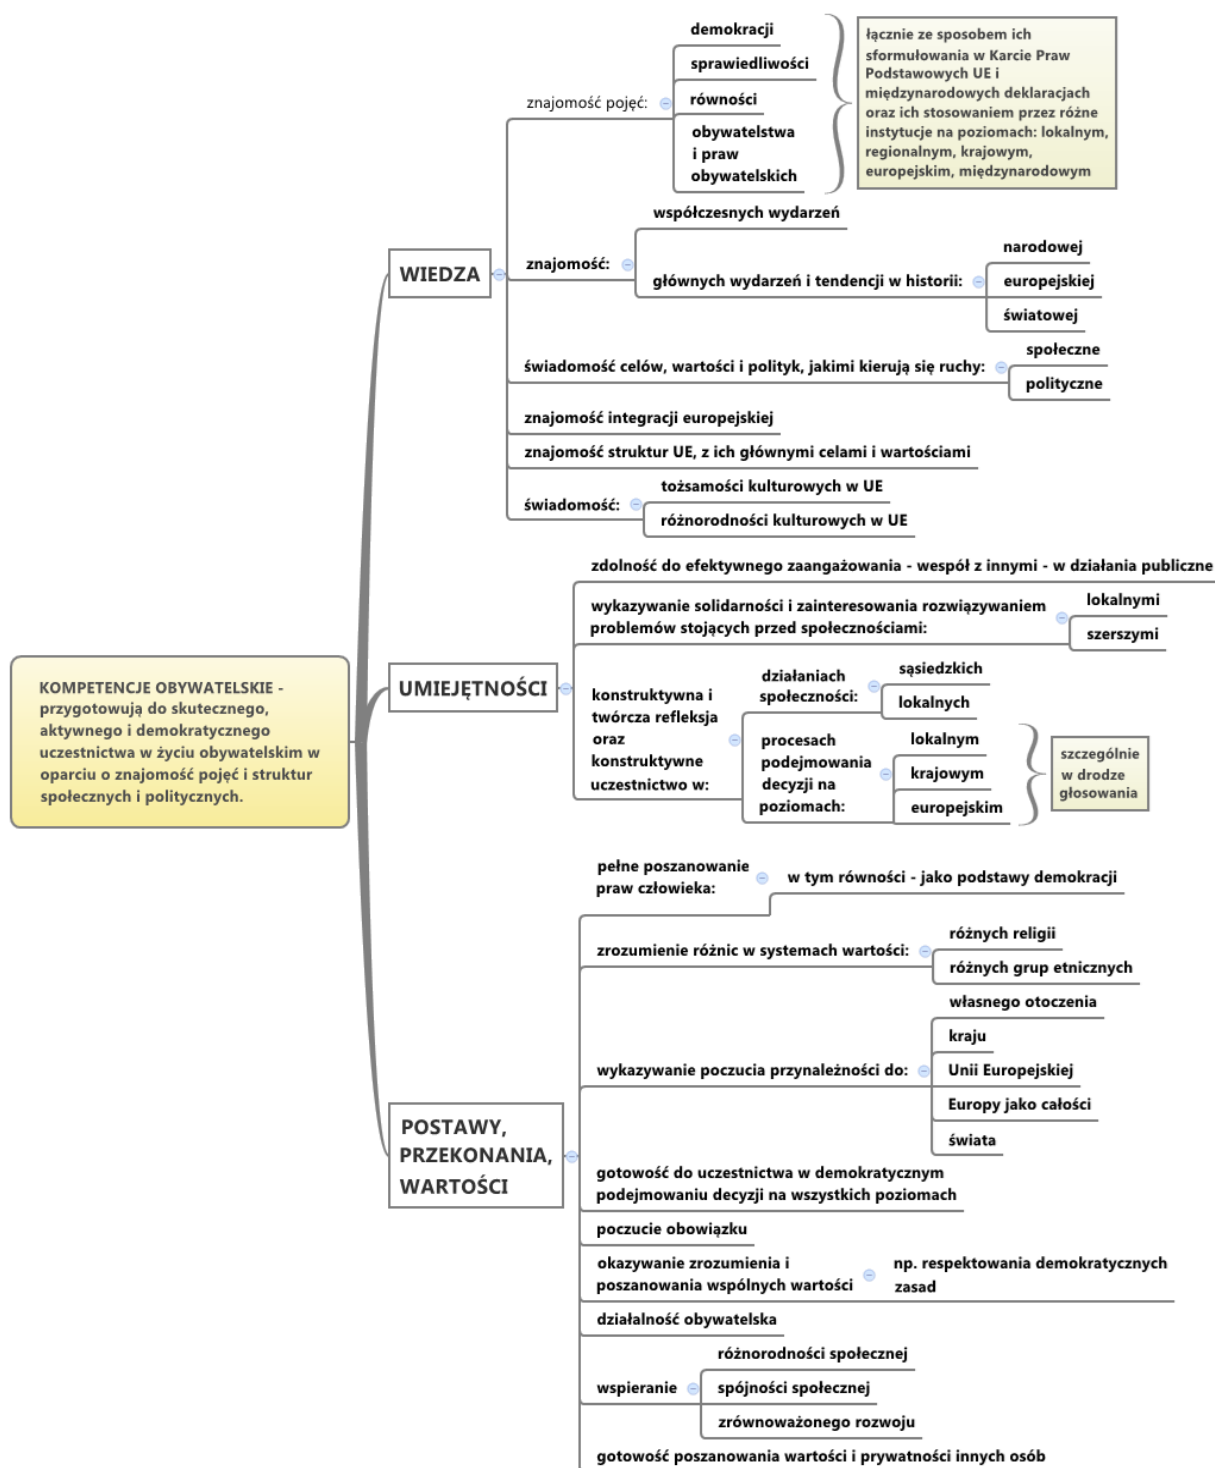 KOMPETENCJE OBYWATELSKIE -
przygotowują do skutecznego,
aktywnego i demokratycznego
uczestnictwa w życiu obywatelskim w
oparciu o znajomość pojęć i struktur
społecznych i politycznych.
WIEDZA
znajomość pojęć:
demokracji
sprawiedliwości
równości
obywatelstwa
i praw
obywatelskich
łącznie ze sposobem ich
sformułowania w Karcie Praw
Podstawowych UE i
międzynarodowych deklaracjach
oraz ich stosowaniem przez różne
instytucje na poziomach: lokalnym,
regionalnym, krajowym,
europejskim, międzynarodowym
znajomość:
współczesnych wydarzeń
głównych wydarzeń i tendencji w historii:
narodowej
europejskiej
światowej
świadomość celów, wartości i polityk, jakimi kierują się ruchy:
społeczne
polityczne
znajomość integracji europejskiej
znajomość struktur UE, z ich głównymi celami i wartościami
świadomość:
tożsamości kulturowych w UE
różnorodności kulturowych w UE
UMIEJĘTNOŚCI
zdolność do efektywnego zaangażowania - wespół z innymi - w działania publiczne
wykazywanie solidarności i zainteresowania rozwiązywaniem
problemów stojących przed społecznościami:
lokalnymi
szerszymi
konstruktywna i
twórcza refleksja
oraz
konstruktywne
uczestnictwo w:
działaniach
społeczności:
sąsiedzkich
lokalnych
procesach
podejmowania
decyzji na
poziomach:
lokalnym
krajowym
europejskim
szczególnie
w drodze
głosowania
POSTAWY,
PRZEKONANIA,
WARTOŚCI
pełne poszanowanie
praw człowieka:
w tym równości - jako podstawy demokracji
zrozumienie różnic w systemach wartości:
różnych religii
różnych grup etnicznych
wykazywanie poczucia przynależności do:
własnego otoczenia
kraju
Unii Europejskiej
Europy jako całości
świata
gotowość do uczestnictwa w demokratycznym
podejmowaniu decyzji na wszystkich poziomach
poczucie obowiązku
okazywanie zrozumienia i
poszanowania wspólnych wartości
np. respektowania demokratycznych
zasad
działalność obywatelska
wspieranie
różnorodności społecznej
spójności społecznej
zrównoważonego rozwoju
gotowość poszanowania wartości i prywatności innych osób